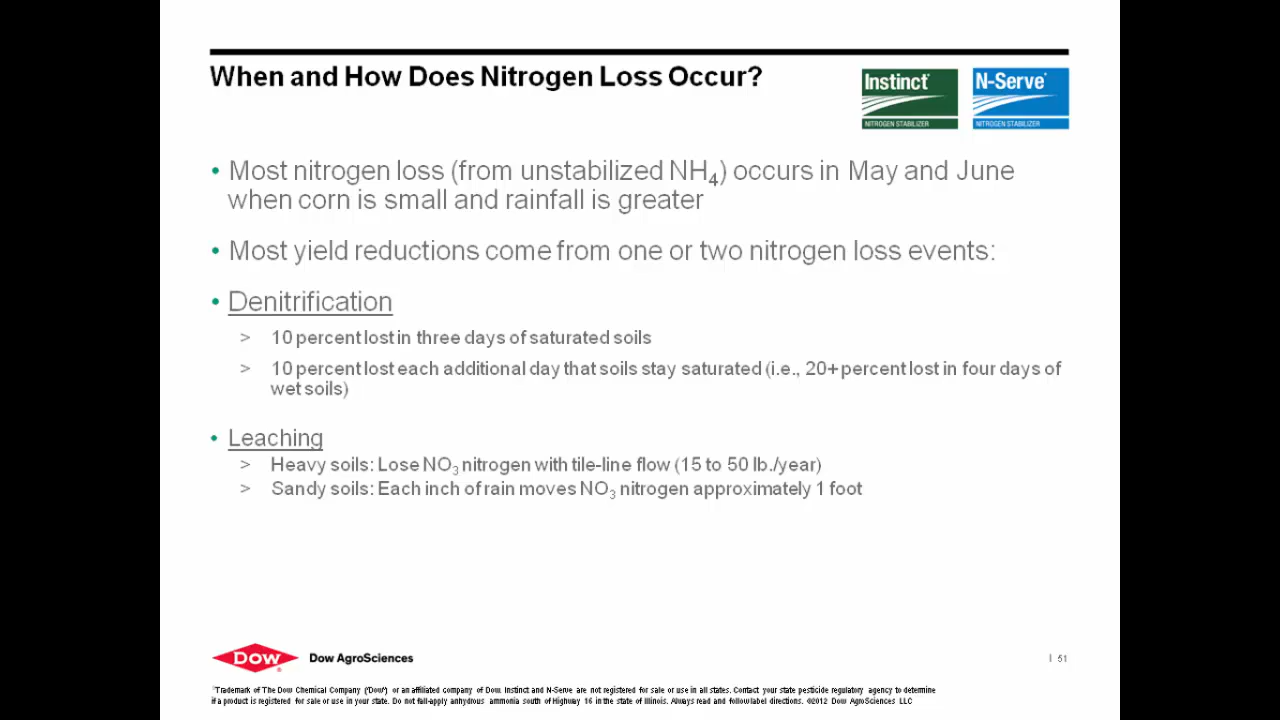 When and How Does Nitrogen Loss Occur?
Instinct®
NITROGEN STABILIZER
N-Serve®
NITROGEN STABILIZER
• Most nitrogen loss (from unstabilized NH₄) occurs in May and June
when corn is small and rainfall is greater
• Most yield reductions come from one or two nitrogen loss events:
• Denitrification
> 10 percent lost in three days of saturated soils
> 10 percent lost each additional day that soils stay saturated (i.e., 20+ percent lost in four days of
wet soils)
• Leaching
> Heavy soils: Lose NO₃ nitrogen with tile-line flow (15 to 50 lb./year)
> Sandy soils: Each inch of rain moves NO₃ nitrogen approximately 1 foot
DOW® Dow AgroSciences
| 51
Trademark of The Dow Chemical Company ("Dow") or an affiliated company of Dow. Instinct and N-Serve are not registered for sale or use in all states. Contact your state pesticide regulatory agency to determine
if a product is registered for sale or use in your state. Do not fall-apply anhydrous ammonia south of Highway 16 in the state of Illinois. Always read and follow label directions. ©2012 Dow AgroSciences LLC